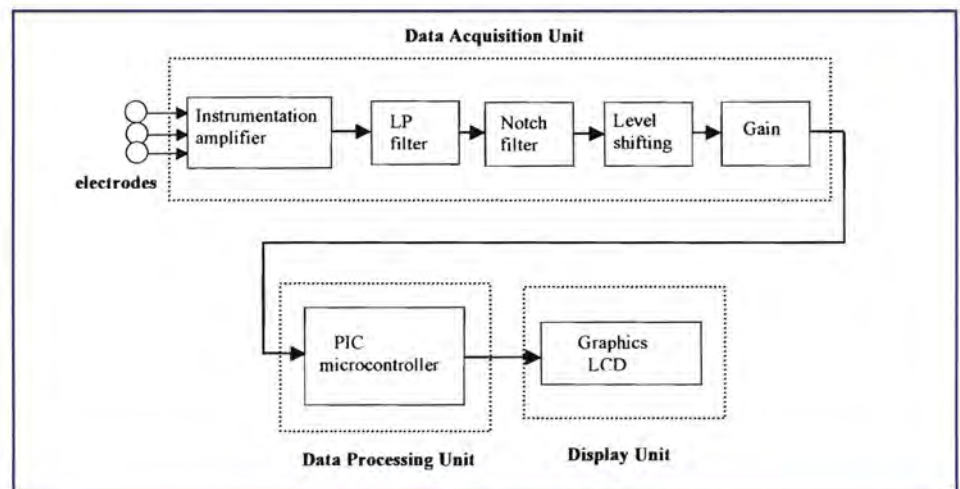 Data Acquisition Unit
electrodes
Instrumentation
amplifier
LP
filter
Notch
filter
Level
shifting
Gain
PIC
microcontroller
Graphics
LCD
Data Processing Unit
Display Unit